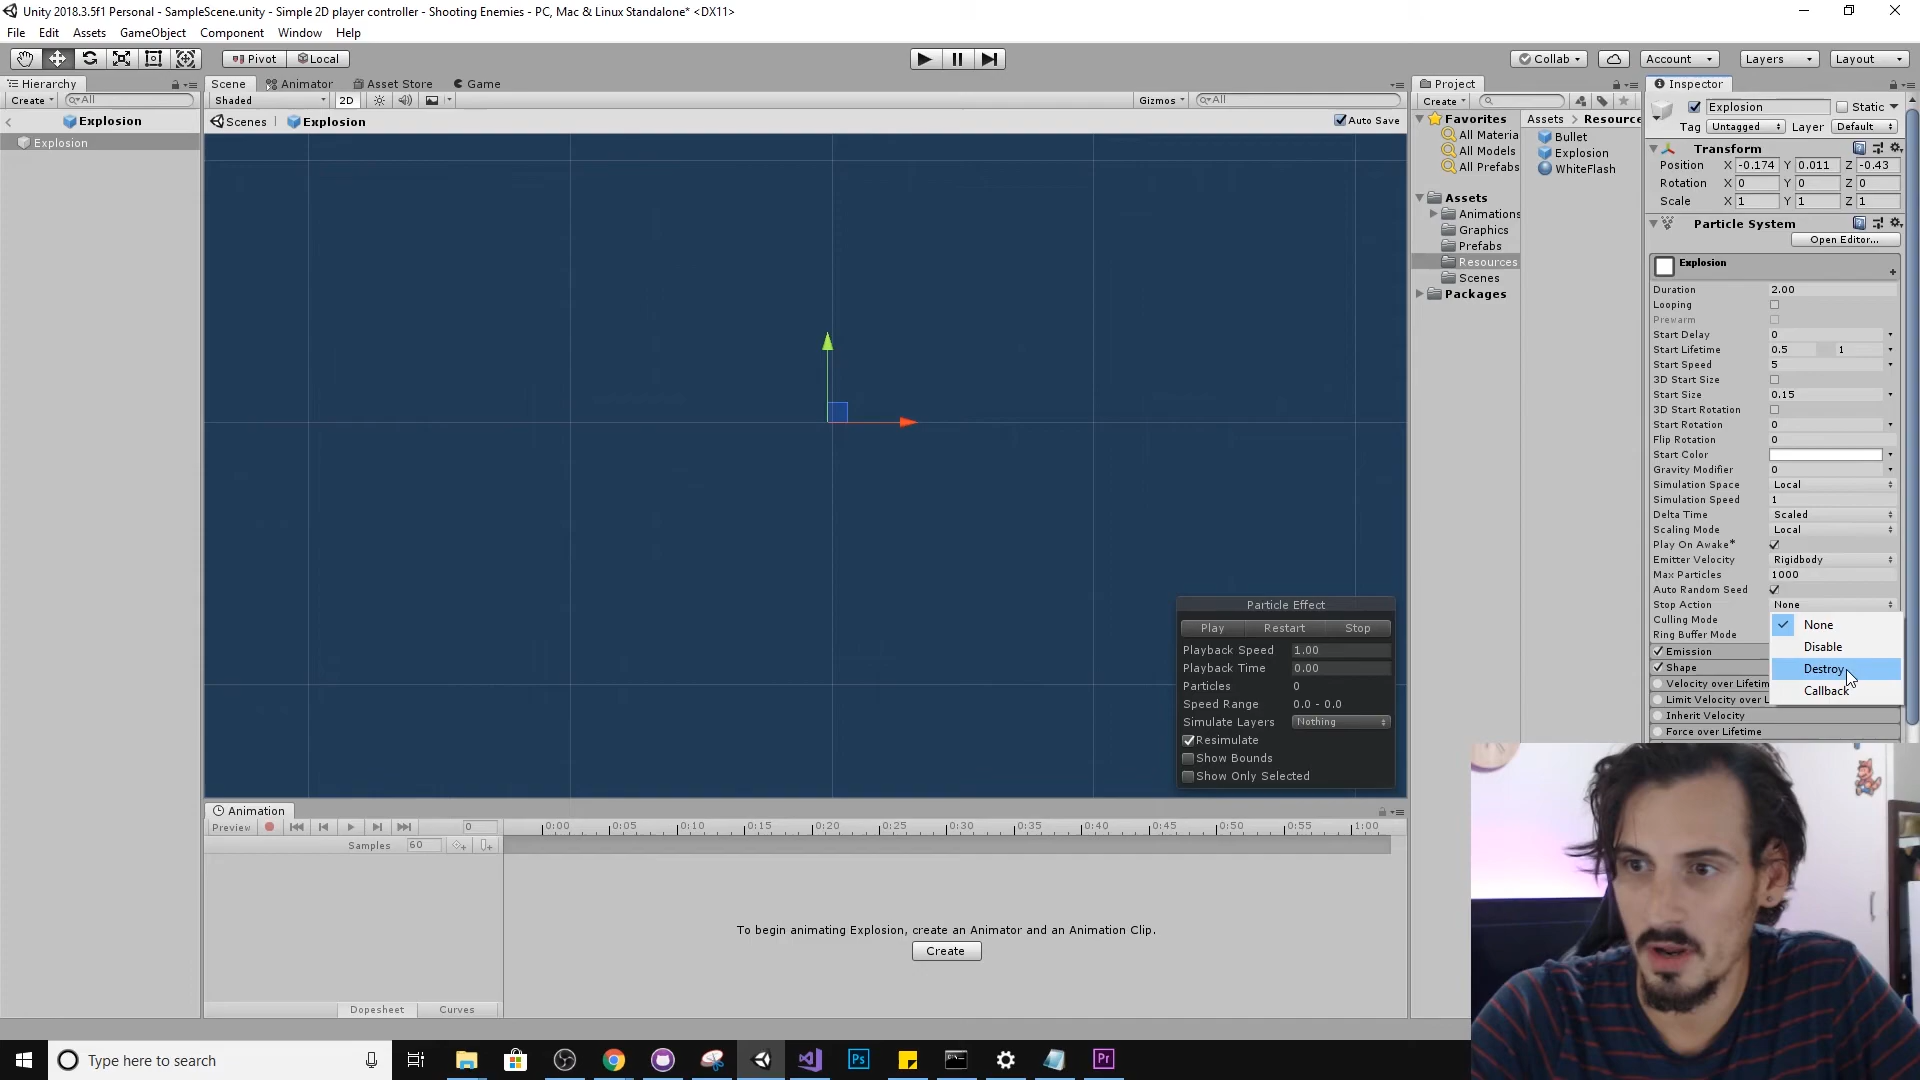 Unity 2018.3.5f1 Personal - SampleScene.unity - Simple 2D player controller - Shooting Enemies - PC, Mac & Linux Standalone* <DX11>
File Edit Assets GameObject Component Window Help
Pivot Local Collab Account Layers Layout
Hierarchy Scene Animator Asset Store Game Project Inspector
Create All Shaded 2D Gizmos All Create Explosion Static
Explosion Scenes Explosion Auto Save Favorites Assets Resource Tag Untagged Layer Default
Explosion
All Materia
All Models
All Prefabs
Assets
Animations
Graphics
Prefabs
Resources
Scenes
Packages
Bullet
Explosion
WhiteFlash
Transform
Position X -0.174 Y 0.011 Z -0.43
Rotation X 0 Y 0 Z 0
Scale X 1 Y 1 Z 1
Particle System
Open Editor...
Explosion
Duration 2.00
Looping
Prewarm
Start Delay 0
Start Lifetime 0.5 1
Start Speed 5
3D Start Size
Start Size 0.15
3D Start Rotation
Start Rotation 0
Flip Rotation 0
Start Color
Gravity Modifier 0
Simulation Space Local
Simulation Speed 1
Delta Time Scaled
Scaling Mode Local
Play On Awake*
Emitter Velocity Rigidbody
Max Particles 1000
Auto Random Seed
Stop Action None
Culling Mode
Ring Buffer Mode
None
Disable
Destroy
Callback
Emission
Shape
Velocity over Lifetim
Limit Velocity over L
Inherit Velocity
Force over Lifetime
Particle Effect
Play Restart Stop
Playback Speed 1.00
Playback Time 0.00
Particles 0
Speed Range 0.0 - 0.0
Simulate Layers Nothing
Resimulate
Show Bounds
Show Only Selected
Animation
Preview 0 0:00 0:05 0:10 0:15 0:20 0:25 0:30 0:35 0:40 0:45 0:50 0:55 1:00
Samples 60
To begin animating Explosion, create an Animator and an Animation Clip.
Create
Dopesheet Curves
Type here to search
Ps
Pr